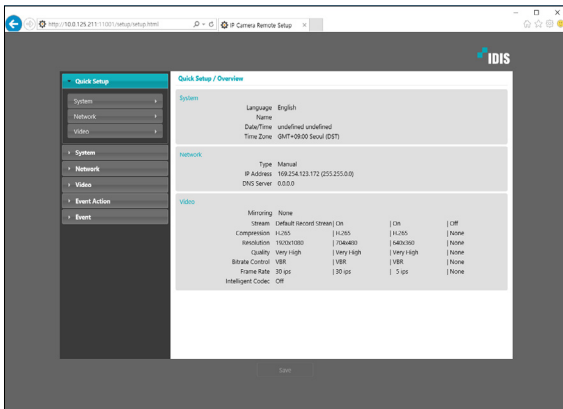 http://10.0.125.211:11001/setup/setup.html
IP Camera Remote Setup
IDIS
Quick Setup
System
Network
Video
System
Network
Video
Event Action
Event
Quick Setup / Overview
System
Language English
Name
Date/Time undefined undefined
Time Zone GMT+09:00 Seoul (DST)
Network
Type Manual
IP Address 169.254.123.172 (255.255.0.0)
DNS Server 0.0.0.0
Video
Mirroring None
Stream Default Record Stream| On | On | Off
Compression H.265 | H.265 | H.265 | None
Resolution 1920x1080 | 704x480 | 640x360 | None
Quality Very High | Very High | Very High | None
Bitrate Control VBR | VBR | VBR | None
Frame Rate 30 ips | 30 ips | 5 ips | None
Intelligent Codec Off
Save